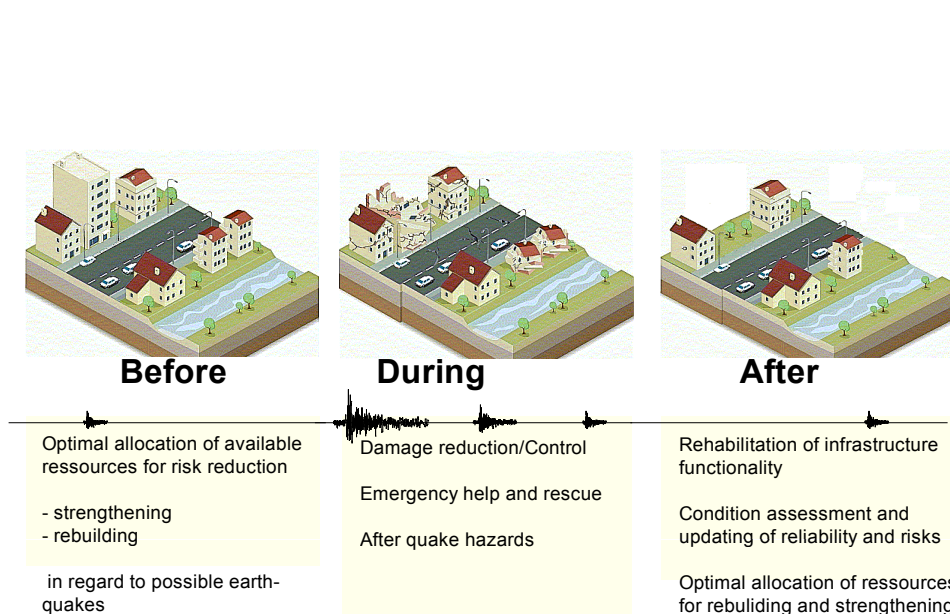 Before
During
After
Optimal allocation of available
ressources for risk reduction
- strengthening
- rebuilding
in regard to possible earth-
quakes
Damage reduction/Control
Emergency help and rescue
After quake hazards
Rehabilitation of infrastructure
functionality
Condition assessment and
updating of reliability and risks
Optimal allocation of ressources
for rebuliding and strengthening